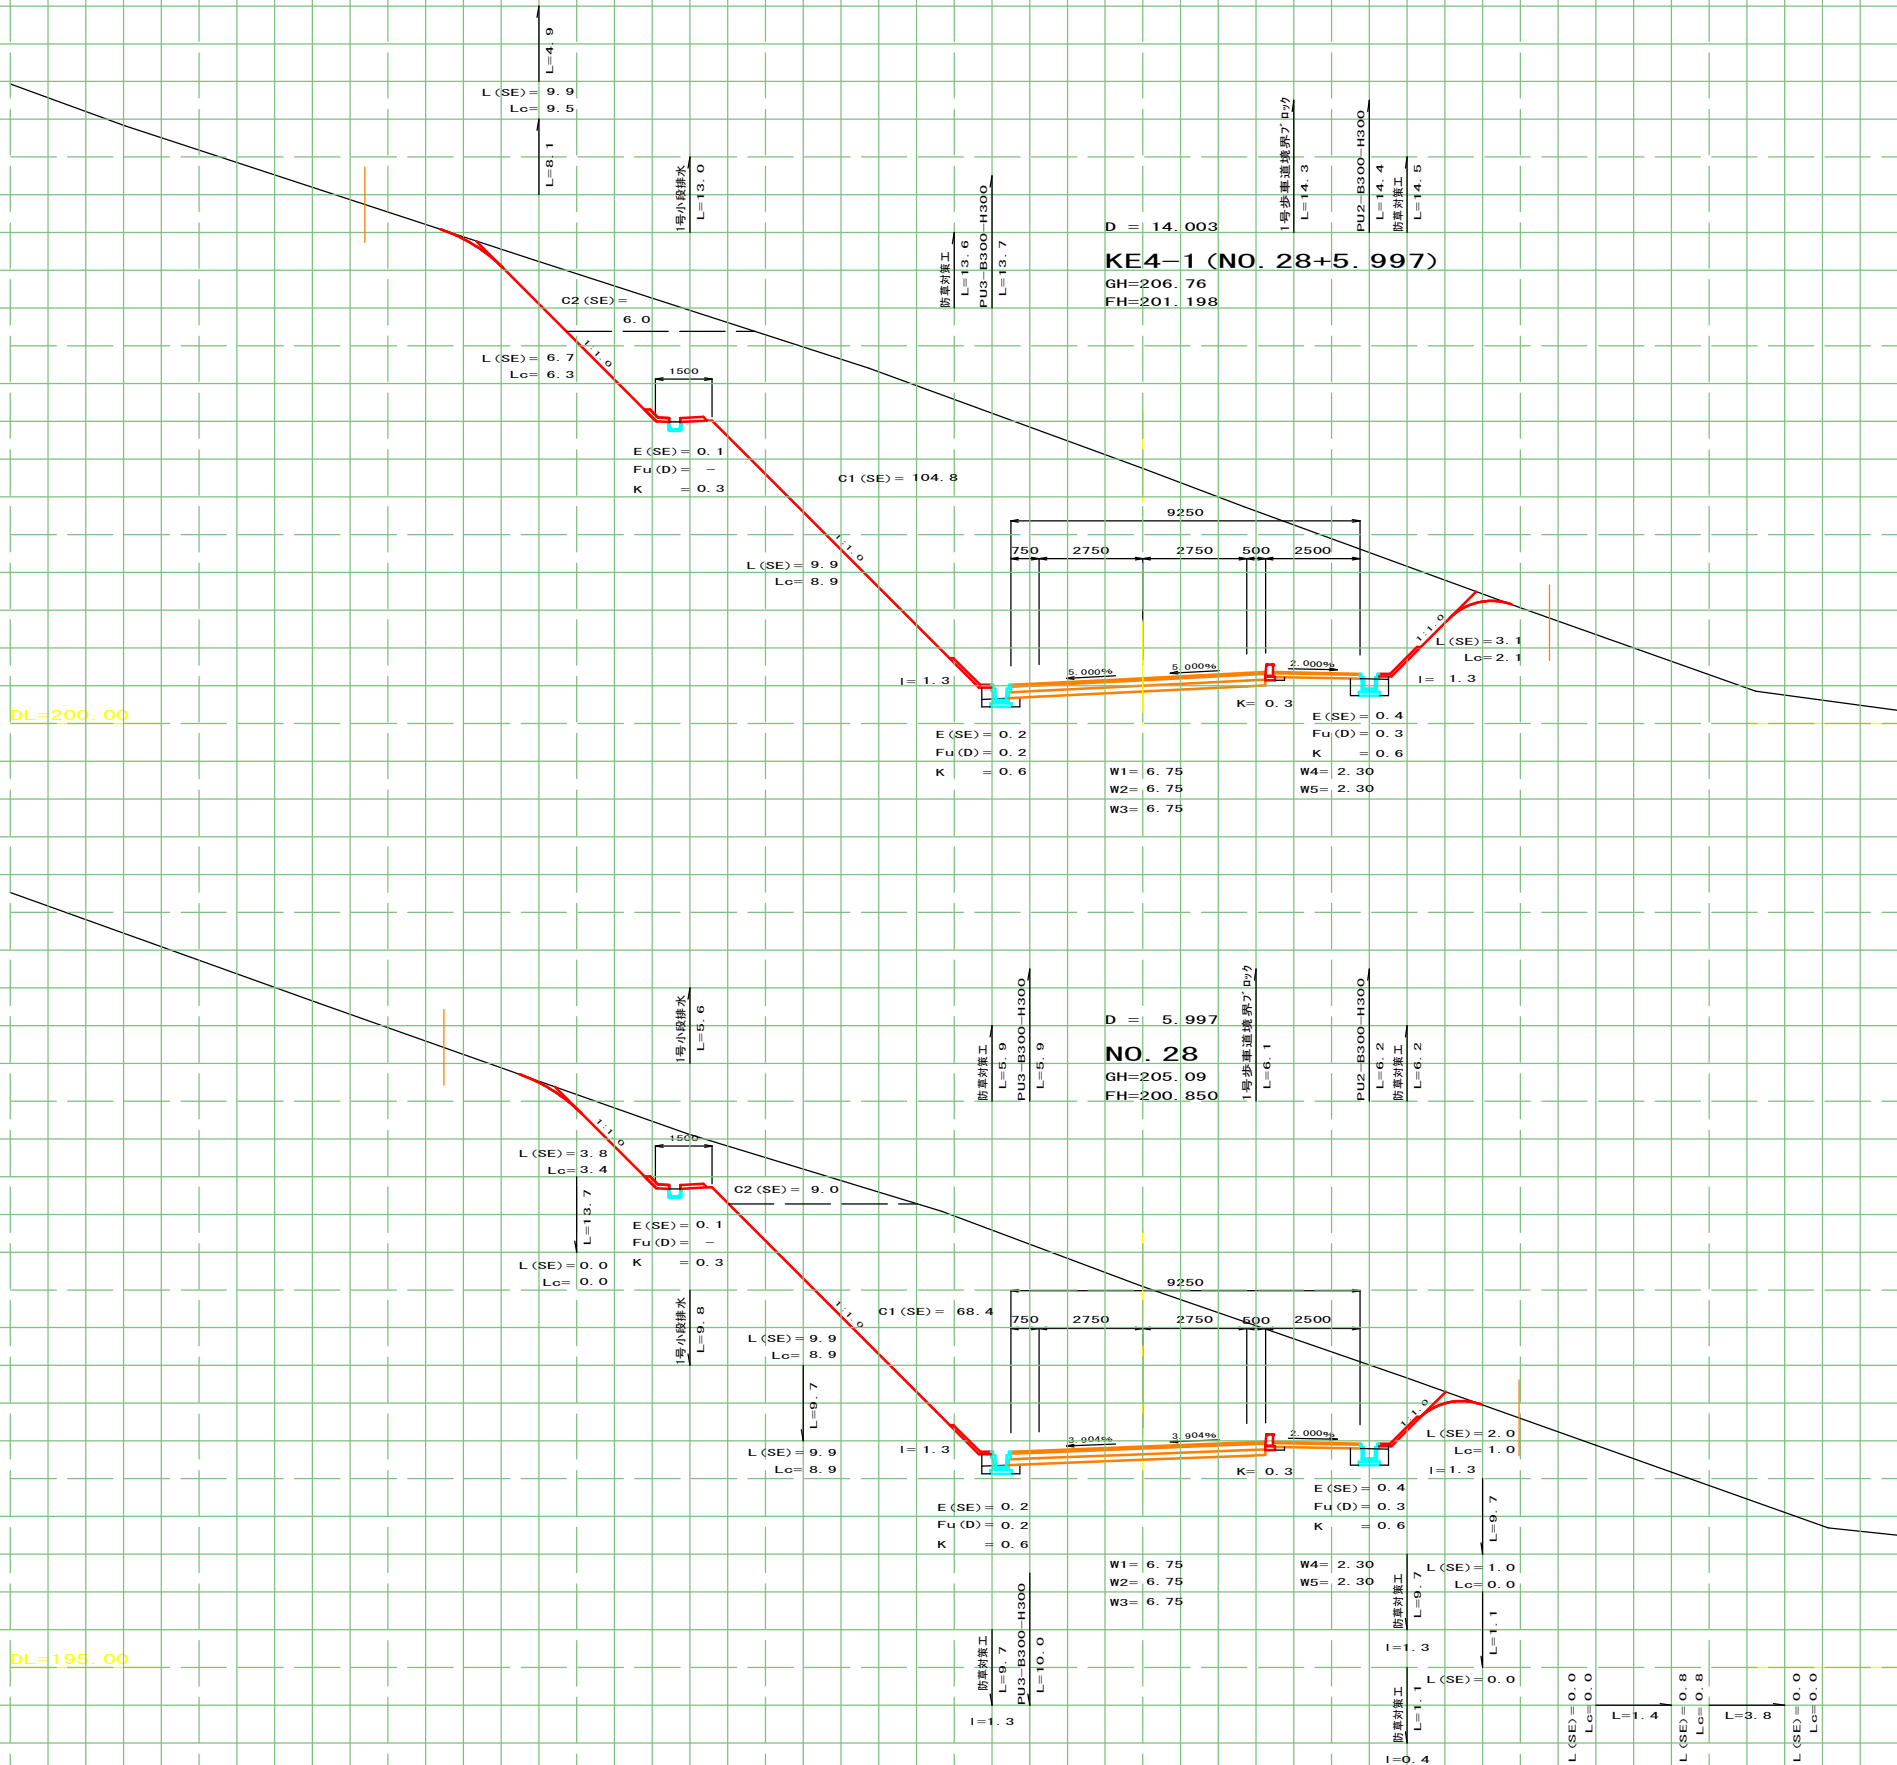 L=4.9
L(SE)= 9.9
Lc= 9.5
L=8.1
1号小段排水
L=13.0
防草対策工
L=13.6
PU3-B300-H300
L=13.7
1号歩車道境界ブロック
L=14.3
PU2-B300-H300
L=14.4
防草対策工
L=14.5
D = 14.003
KE4-1(NO.28+5.997)
GH=206.76
FH=201.198
C2(SE)=
6.0
1:1.0
L(SE)= 6.7
Lc= 6.3
1500
E(SE)= 0.1
Fu(D)= -
K = 0.3
C1(SE)= 104.8
9250
750
2750
2750
500
2500
1:1.0
L(SE)= 9.9
Lc= 8.9
1:1.0
L(SE)=3.1
Lc=2.1
l= 1.3
5.000%
5.000%
2.000%
l= 1.3
K= 0.3
DL=200.00
E(SE)= 0.2
Fu(D)= 0.2
K = 0.6
E(SE)= 0.4
Fu(D)= 0.3
K = 0.6
W1= 6.75
W2= 6.75
W3= 6.75
W4= 2.30
W5= 2.30
1号小段排水
L=5.6
防草対策工
L=5.9
PU3-B300-H300
L=5.9
D = 5.997
NO.28
GH=205.09
FH=200.850
1号歩車道境界ブロック
L=6.1
PU2-B300-H300
L=6.2
防草対策工
L=6.2
1:1.0
1500
L(SE)=3.8
Lc=3.4
L=13.7
L(SE)=0.0
Lc= 0.0
C2(SE)= 9.0
E(SE)= 0.1
Fu(D)= -
K = 0.3
1号小段排水
L=9.8
1:1.0
C1(SE)= 68.4
9250
750
2750
2750
500
2500
L(SE)= 9.9
Lc= 8.9
L=9.7
L(SE)= 9.9
Lc= 8.9
l=1.3
3.904%
3.904%
2.000%
K= 0.3
1:1.0
L(SE)=2.0
Lc=1.0
l=1.3
E(SE)= 0.2
Fu(D)= 0.2
K = 0.6
E(SE)= 0.4
Fu(D)= 0.3
K = 0.6
L=9.7
W1= 6.75
W2= 6.75
W3= 6.75
W4= 2.30
W5= 2.30
防草対策工
L=9.7
l=1.3
L(SE)=1.0
Lc=0.0
L=1.1
L(SE)=0.0
防草対策工
L=9.7
PU3-B300-H300
L=10.0
l=1.3
DL=195.00
防草対策工
L=1.1
l=0.4
L(SE)=0.0
Lc=0.0
L=1.4
L(SE)=0.8
Lc=0.8
L=3.8
L(SE)=0.0
Lc=0.0